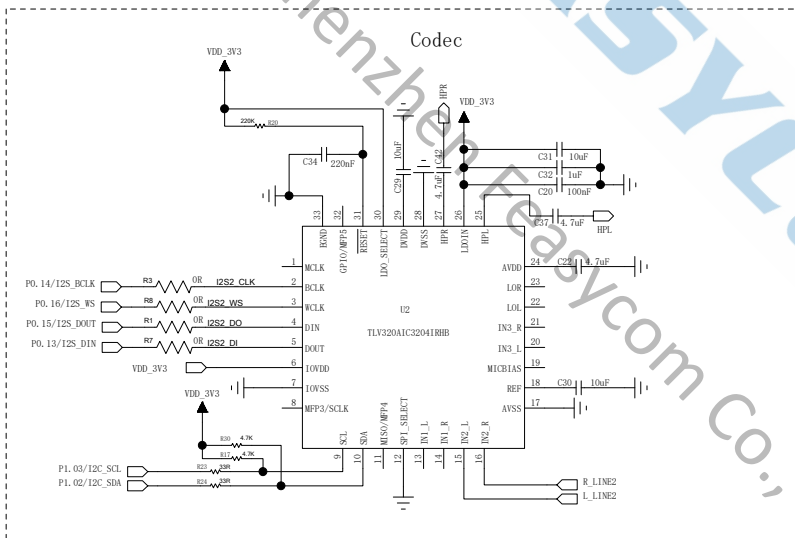 Codec
VDD_3V3
220K R20
C34 220nF
10uF
C29
HPR
C42
4.7uF
VDD_3V3
C31 10uF
C32 1uF
C20 100nF
C37 4.7uF
HPL
33 EGND
32 GPIO/MFP5
31 RESET
30 LDO_SELECT
29 DVDD
28 DVSS
27 HPR
26 LDOIN
25 HPL
1 MCLK
P0.14/I2S_BCLK R3 0R I2S2_CLK 2 BCLK
P0.16/I2S_WS R8 0R I2S2_WS 3 WCLK
P0.15/I2S_DOUT R1 0R I2S2_DO 4 DIN
P0.13/I2S_DIN R7 0R I2S2_DI 5 DOUT
VDD_3V3 6 IOVDD
7 IOVSS
8 MFP3/SCLK
U2
TLV320AIC3204IRHB
AVDD 24 C22 4.7uF
LOR 23
LOL 22
IN3_R 21
IN3_L 20
MICBIAS 19
REF 18 C30 10uF
AVSS 17
VDD_3V3
R30 4.7K
R17 4.7K
P1.03/I2C_SCL R23 33R
P1.02/I2C_SDA R24 33R
SCL 9
SDA 10
MISO/MFP4 11
SPI_SELECT 12
IN1_L 13
IN1_R 14
IN2_L 15
IN2_R 16
R_LINE2
L_LINE2
Shenzhen Feasycom Co.,
ASYC